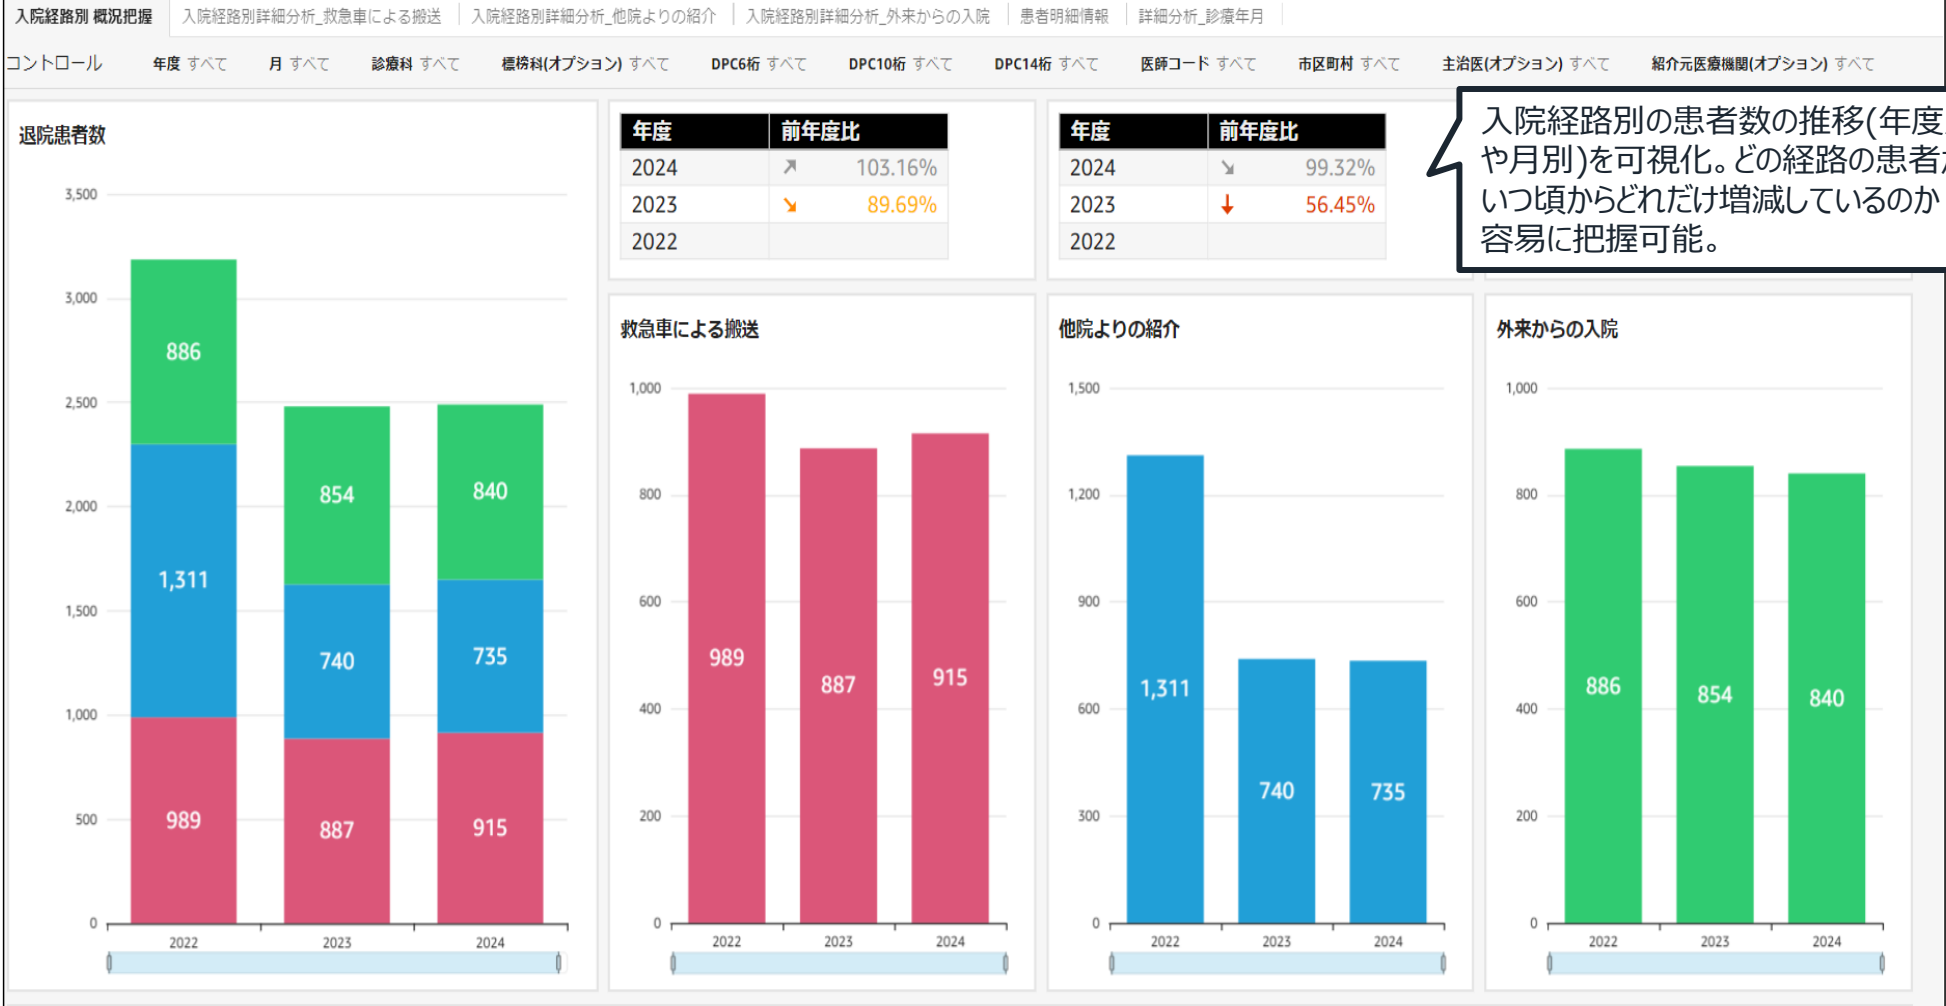 入院経路別 概況把握
入院経路別詳細分析_救急車による搬送
入院経路別詳細分析_他院よりの紹介
入院経路別詳細分析_外来からの入院
患者明細情報
詳細分析_診療年月
コントロール
年度 すべて
月 すべて
診療科 すべて
標榜科(オプション) すべて
DPC6桁 すべて
DPC10桁 すべて
DPC14桁 すべて
医師コード すべて
市区町村 すべて
主治医(オプション) すべて
紹介元医療機関(オプション) すべて
退院患者数
3,500
3,000
2,500
2,000
1,500
1,000
500
0
886
1,311
989
854
740
887
840
735
915
2022
2023
2024
年度 前年度比
2024 103.16%
2023 89.69%
2022
年度 前年度比
2024 99.32%
2023 56.45%
2022
入院経路別の患者数の推移(年度
や月別)を可視化。どの経路の患者
いつ頃からどれだけ増減しているのか
容易に把握可能。
救急車による搬送
1,000
800
600
400
200
0
989
887
915
2022
2023
2024
他院よりの紹介
1,500
1,200
900
600
300
0
1,311
740
735
2022
2023
2024
外来からの入院
1,000
800
600
400
200
0
886
854
840
2022
2023
2024